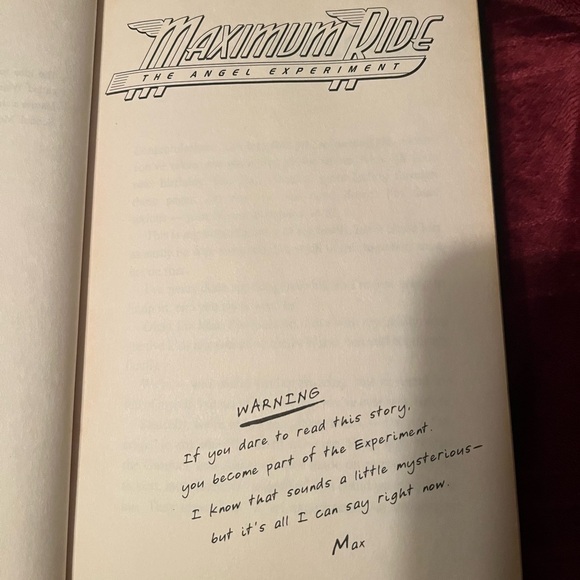 MAXIMUM RIDE
THE ANGEL EXPERIMENT
WARNING
If you dare to read this story,
you become part of the Experiment.
I know that sounds a little mysterious—
but it's all I can say right now.
Max